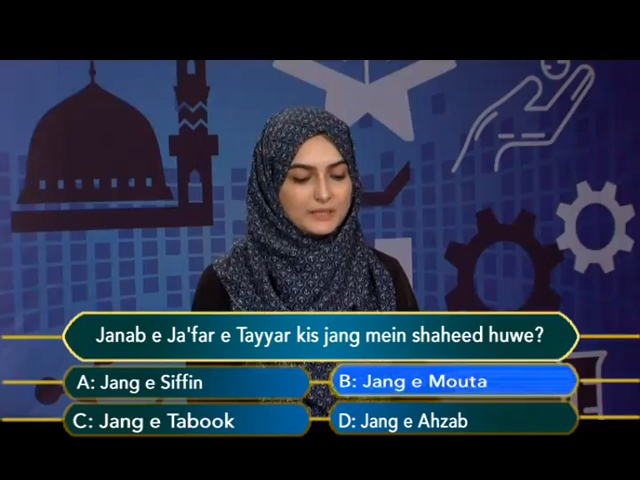 Janab e Ja'far e Tayyar kis jang mein shaheed huwe?
A: Jang e Siffin
B: Jang e Mouta
C: Jang e Tabook
D: Jang e Ahzab